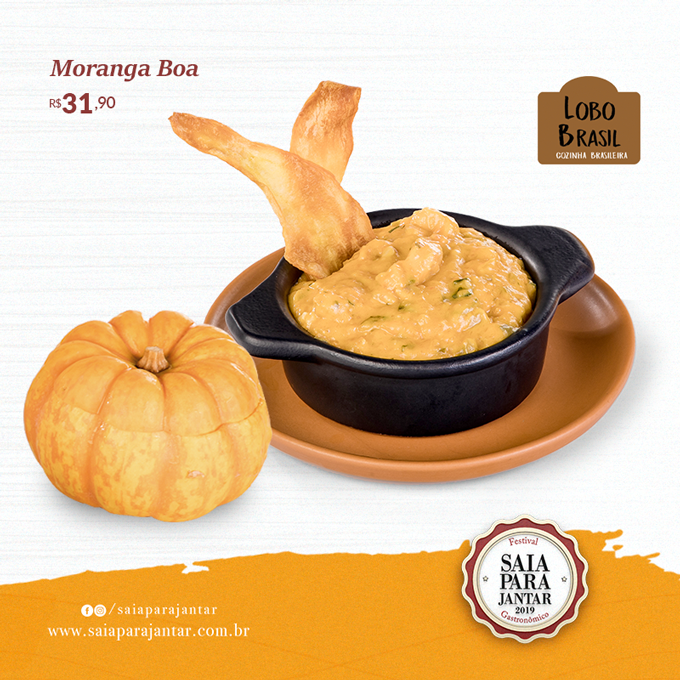 Moranga Boa
R$31,90
LOBO
BRASIL
COZINHA BRASILEIRA
Festival
SAIA
PARA
JANTAR
2019
Gastronômico
/saiaparajantar
www.saiaparajantar.com.br